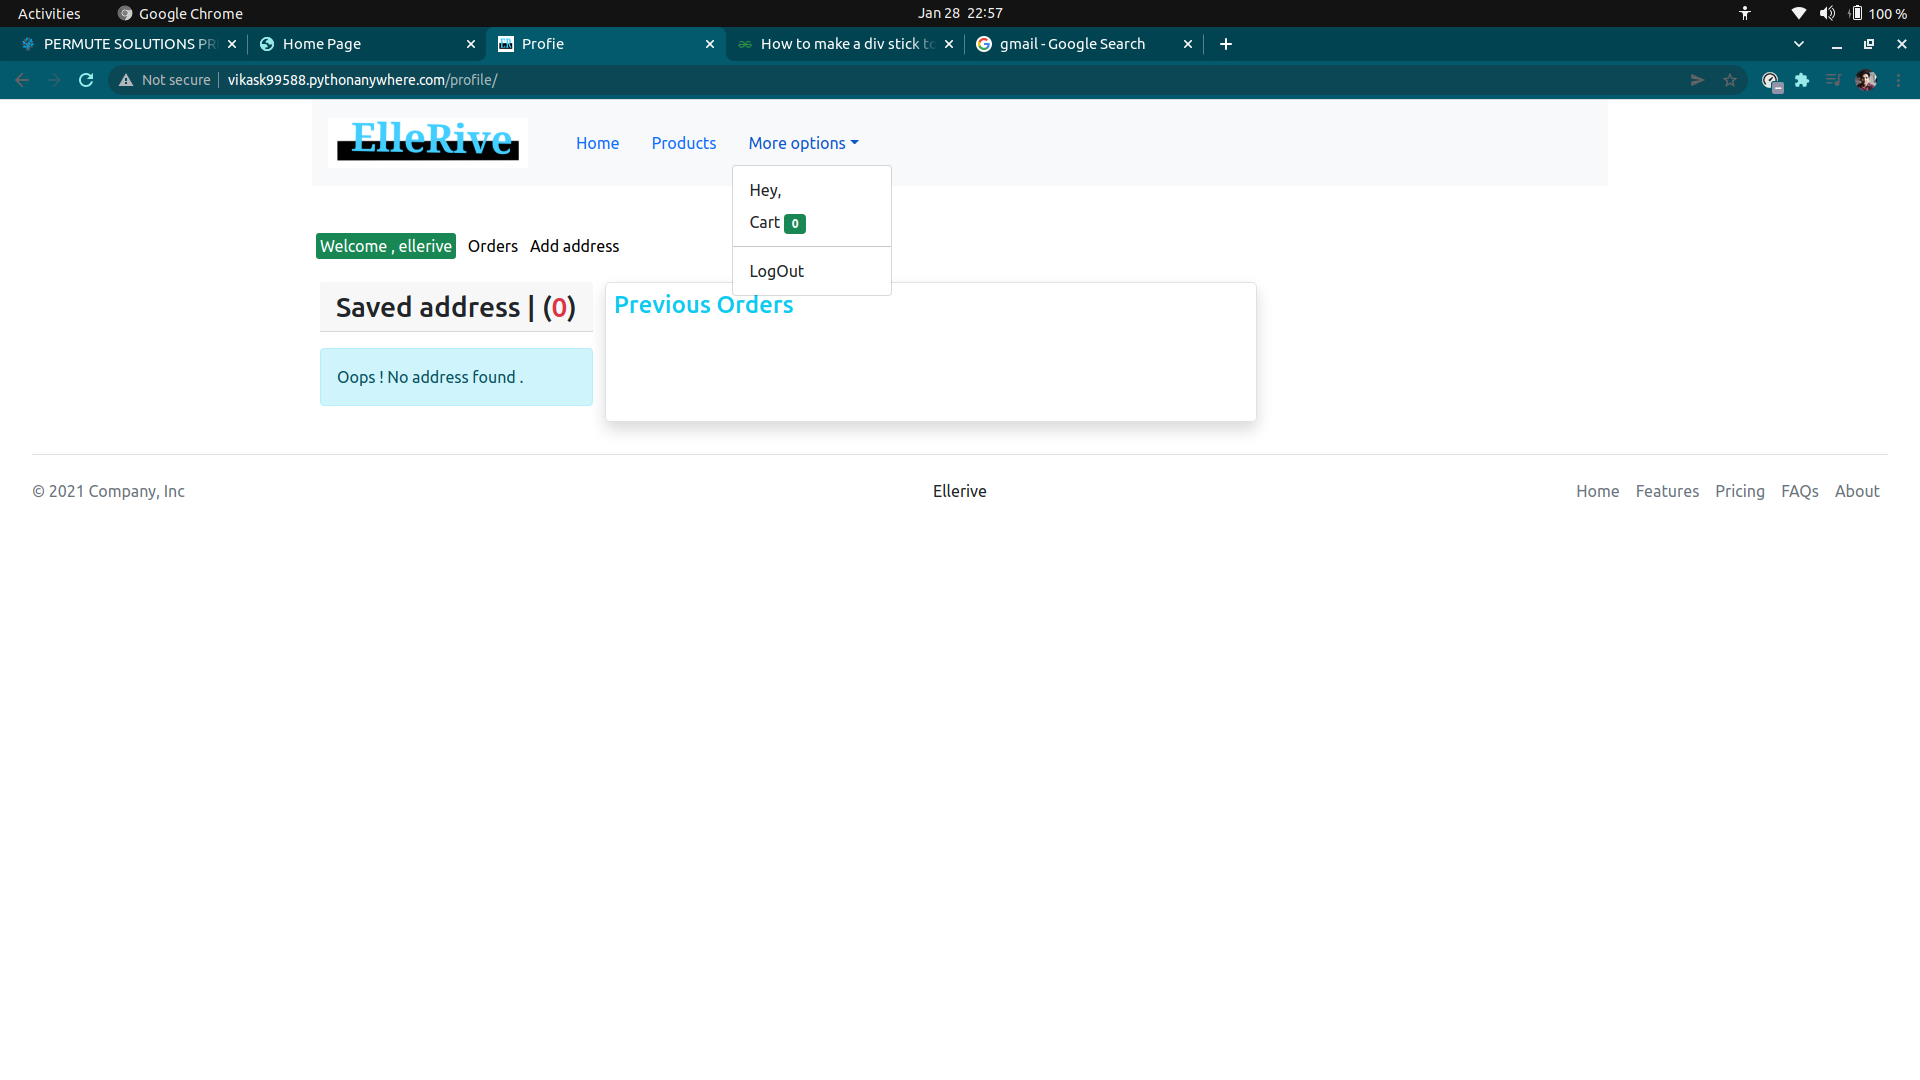 Activities
Google Chrome
Jan 28 22:57
100 %
PERMUTE SOLUTIONS PR
Home Page
Profie
How to make a div stick to
gmail - Google Search
Not secure
vikask99588.pythonanywhere.com/profile/
ElleRive
Home
Products
More options
Hey,
Cart 0
LogOut
Welcome , ellerive
Orders
Add address
Saved address | (0)
Oops ! No address found .
Previous Orders
© 2021 Company, Inc
Ellerive
Home
Features
Pricing
FAQs
About